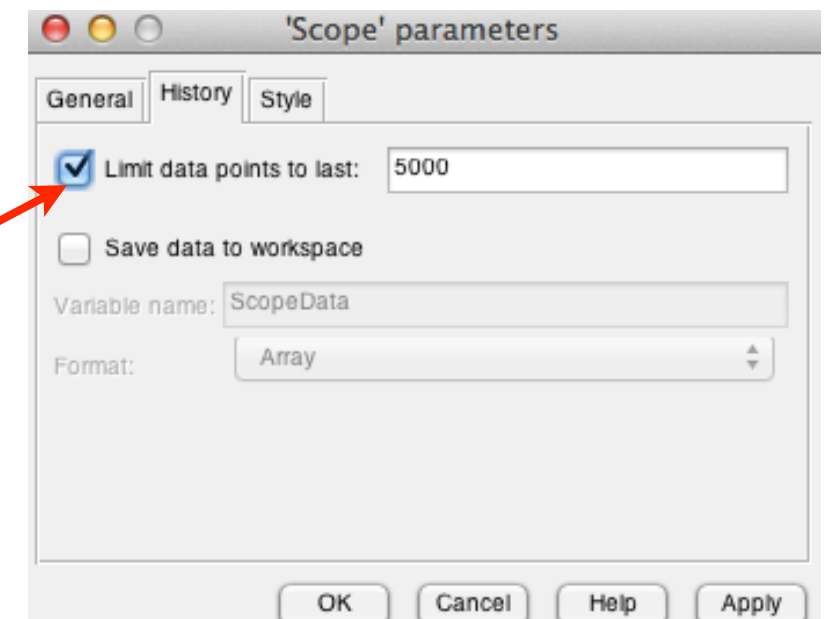 'Scope' parameters
General History Style
Limit data points to last: 5000
Save data to workspace
Variable name: ScopeData
Format: Array
OK Cancel Help Apply